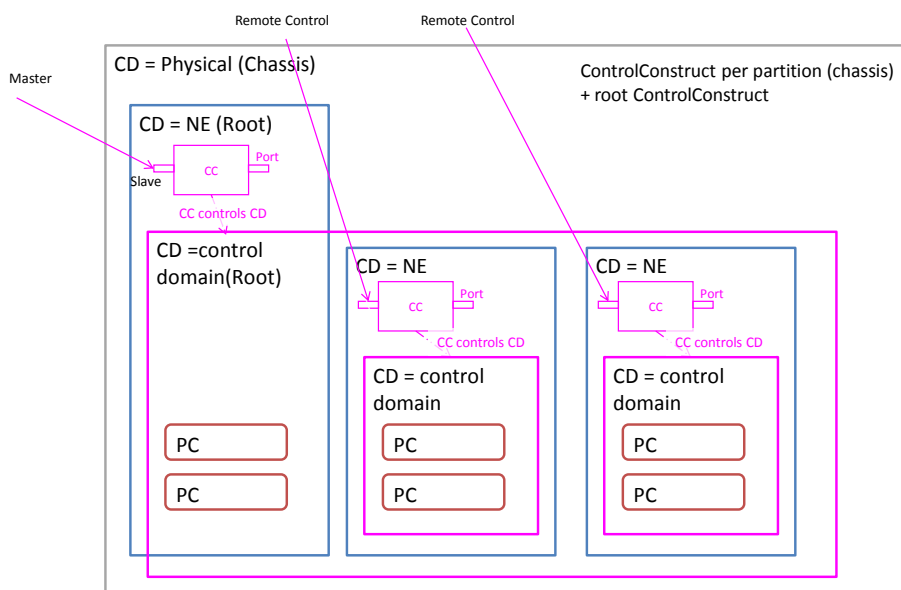 Remote Control
Remote Control
Master
CD = Physical (Chassis)
ControlConstruct per partition (chassis)
+ root ControlConstruct
CD = NE (Root)
CC
Port
Slave
CC controls CD
CD =control
domain(Root)
PC
PC
CD = NE
CC
Port
CC controls CD
CD = control
domain
PC
PC
CD = NE
CC
Port
CC controls CD
CD = control
domain
PC
PC